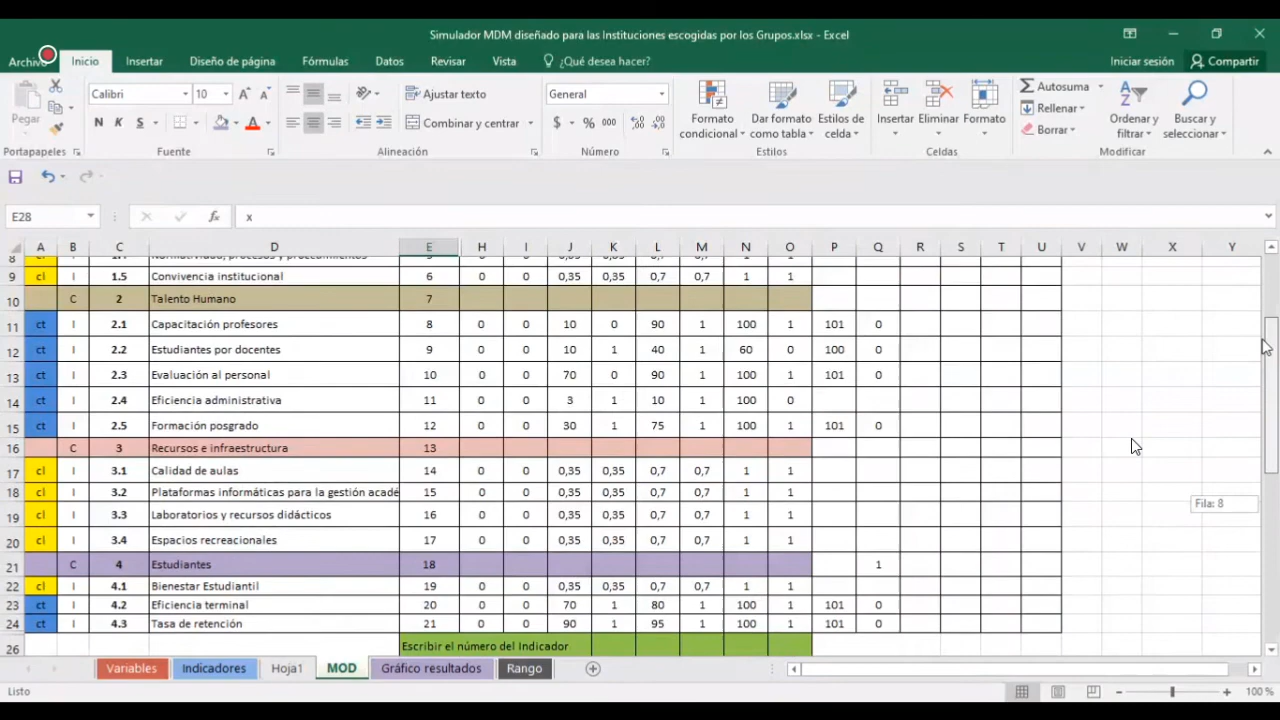 Simulador MDM diseñado para las Instituciones escogidas por los Grupos.xlsx - Excel
Archivo Inicio Insertar Diseño de página Fórmulas Datos Revisar Vista ¿Qué desea hacer? Iniciar sesión Compartir
Pegar
Calibri 10
N K S
Ajustar texto
Combinar y centrar
General
$ % 000
Formato condicional
Dar formato como tabla
Estilos de celda
Insertar Eliminar Formato
Autosuma
Rellenar
Borrar
Ordenar y filtrar
Buscar y seleccionar
Portapapeles Fuente Alineación Número Estilos Celdas Modificar
E28 fx x
A B C D E H I J K L M N O P Q R S T U V W X Y
8
9 cl I 1.5 Convivencia institucional 6 0 0 0,35 0,35 0,7 0,7 1 1
10 C 2 Talento Humano 7
11 ct I 2.1 Capacitación profesores 8 0 0 10 0 90 1 100 1 101 0
12 ct I 2.2 Estudiantes por docentes 9 0 0 10 1 40 1 60 0 100 0
13 ct I 2.3 Evaluación al personal 10 0 0 70 0 90 1 100 1 101 0
14 ct I 2.4 Eficiencia administrativa 11 0 0 3 1 10 1 100 0
15 ct I 2.5 Formación posgrado 12 0 0 30 1 75 1 100 1 101 0
16 C 3 Recursos e infraestructura 13
17 cl I 3.1 Calidad de aulas 14 0 0 0,35 0,35 0,7 0,7 1 1
18 cl I 3.2 Plataformas informáticas para la gestión acadé 15 0 0 0,35 0,35 0,7 0,7 1 1
19 cl I 3.3 Laboratorios y recursos didácticos 16 0 0 0,35 0,35 0,7 0,7 1 1
20 cl I 3.4 Espacios recreacionales 17 0 0 0,35 0,35 0,7 0,7 1 1
21 C 4 Estudiantes 18 1
22 cl I 4.1 Bienestar Estudiantil 19 0 0 0,35 0,35 0,7 0,7 1 1
23 ct I 4.2 Eficiencia terminal 20 0 0 70 1 80 1 100 1 101 0
24 ct I 4.3 Tasa de retención 21 0 0 90 1 95 1 100 1 101 0
26 Escribir el número del Indicador
Fila: 8
Variables Indicadores Hoja1 MOD Gráfico resultados Rango
Listo 100 %